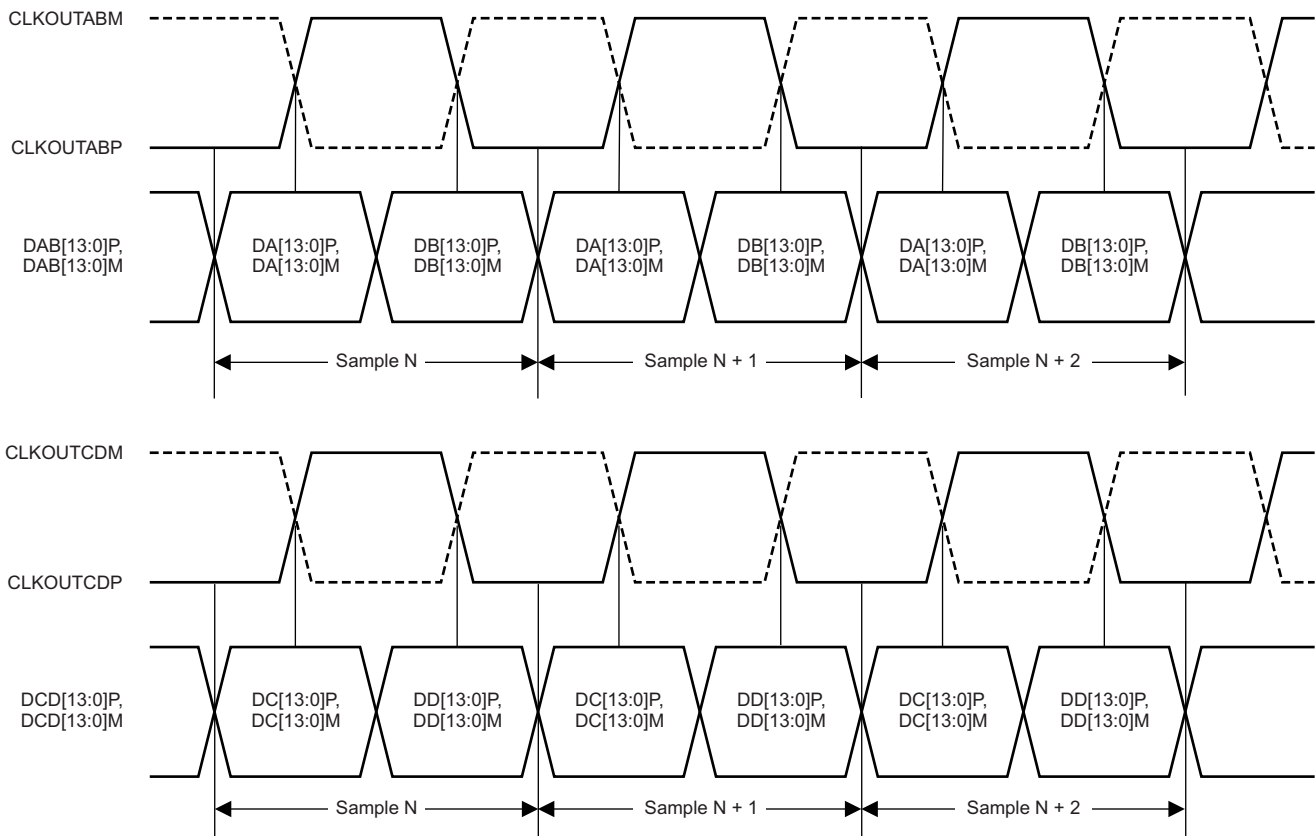 CLKOUTABM
CLKOUTABP
DAB[13:0]P,
DAB[13:0]M
DA[13:0]P,
DA[13:0]M
DB[13:0]P,
DB[13:0]M
DA[13:0]P,
DA[13:0]M
DB[13:0]P,
DB[13:0]M
DA[13:0]P,
DA[13:0]M
DB[13:0]P,
DB[13:0]M
Sample N
Sample N + 1
Sample N + 2
CLKOUTCDM
CLKOUTCDP
DCD[13:0]P,
DCD[13:0]M
DC[13:0]P,
DC[13:0]M
DD[13:0]P,
DD[13:0]M
DC[13:0]P,
DC[13:0]M
DD[13:0]P,
DD[13:0]M
DC[13:0]P,
DC[13:0]M
DD[13:0]P,
DD[13:0]M
Sample N
Sample N + 1
Sample N + 2